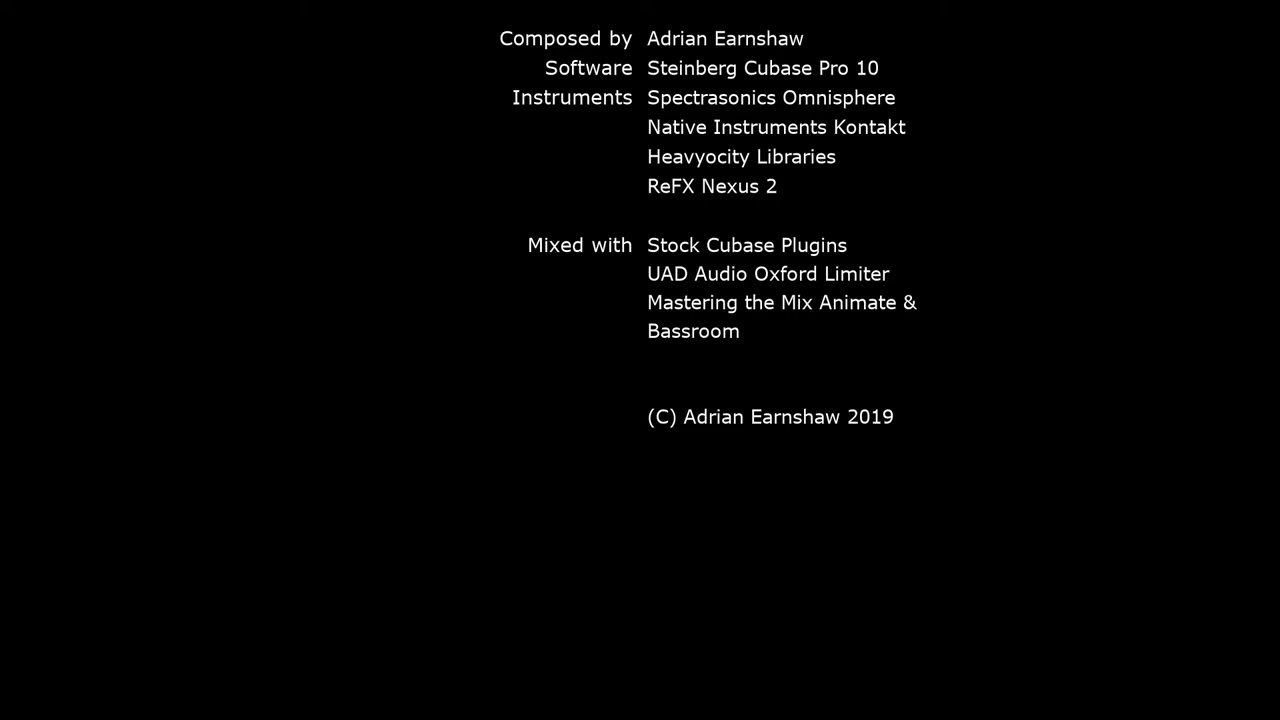 Composed by Adrian Earnshaw
Software Steinberg Cubase Pro 10
Instruments Spectrasonics Omnisphere
Native Instruments Kontakt
Heavyocity Libraries
ReFX Nexus 2
Mixed with Stock Cubase Plugins
UAD Audio Oxford Limiter
Mastering the Mix Animate &
Bassroom
(C) Adrian Earnshaw 2019